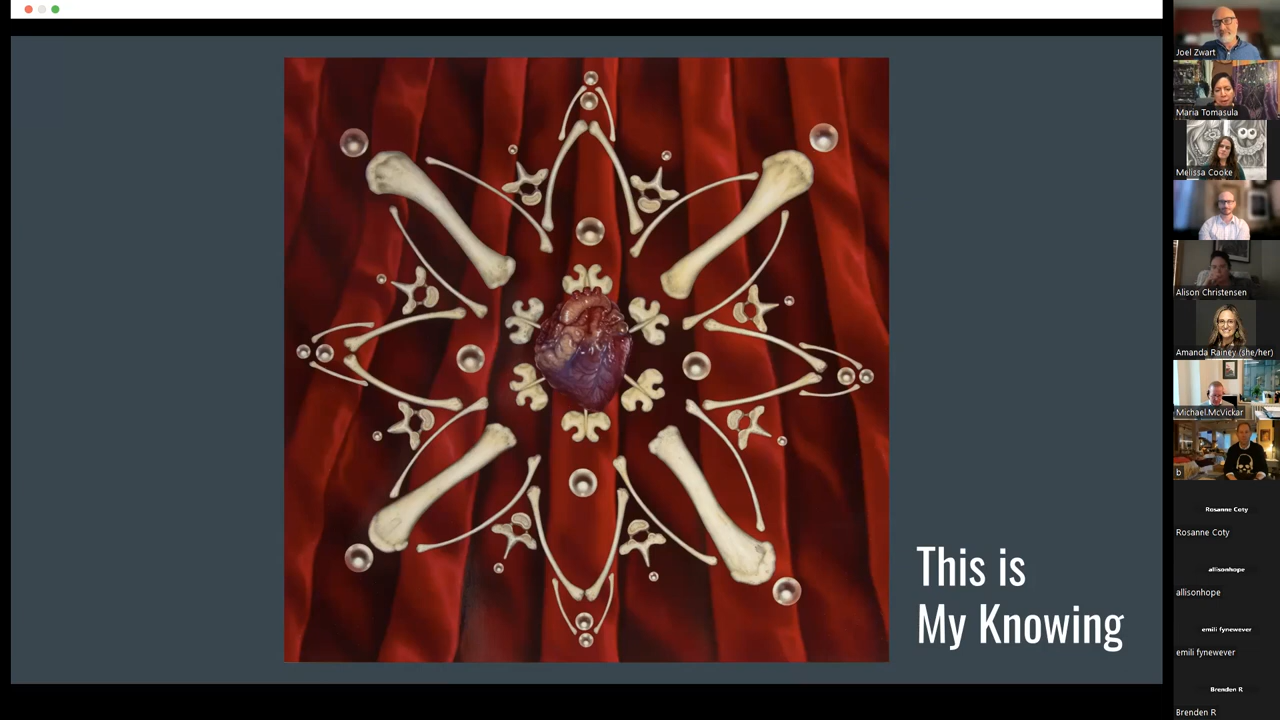 This is
My Knowing
Joel Zwart
Maria Tomasula
Melissa Cooke
Alison Christensen
Amanda Rainey (she/her)
Michael.McVickar
b
Rosanne Coty
Rosanne Coty
allisonhope
allisonhope
emili fynewever
emili fynewever
Brenden R
Brenden R